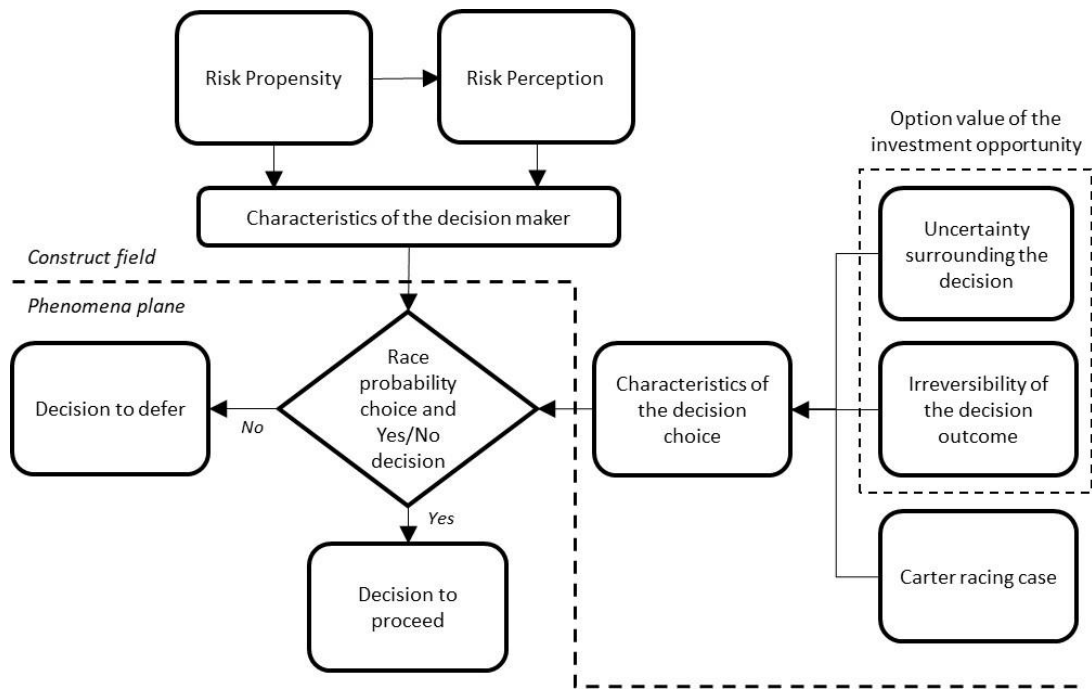 Risk Propensity
Risk Perception
Option value of the
investment opportunity
Characteristics of the decision maker
Uncertainty
surrounding the
decision
Construct field
Phenomena plane
Race
probability
choice and
Yes/No
decision
Decision to defer
No
Characteristics of
the decision
choice
Irreversibility of
the decision
outcome
Yes
Decision to
proceed
Carter racing case